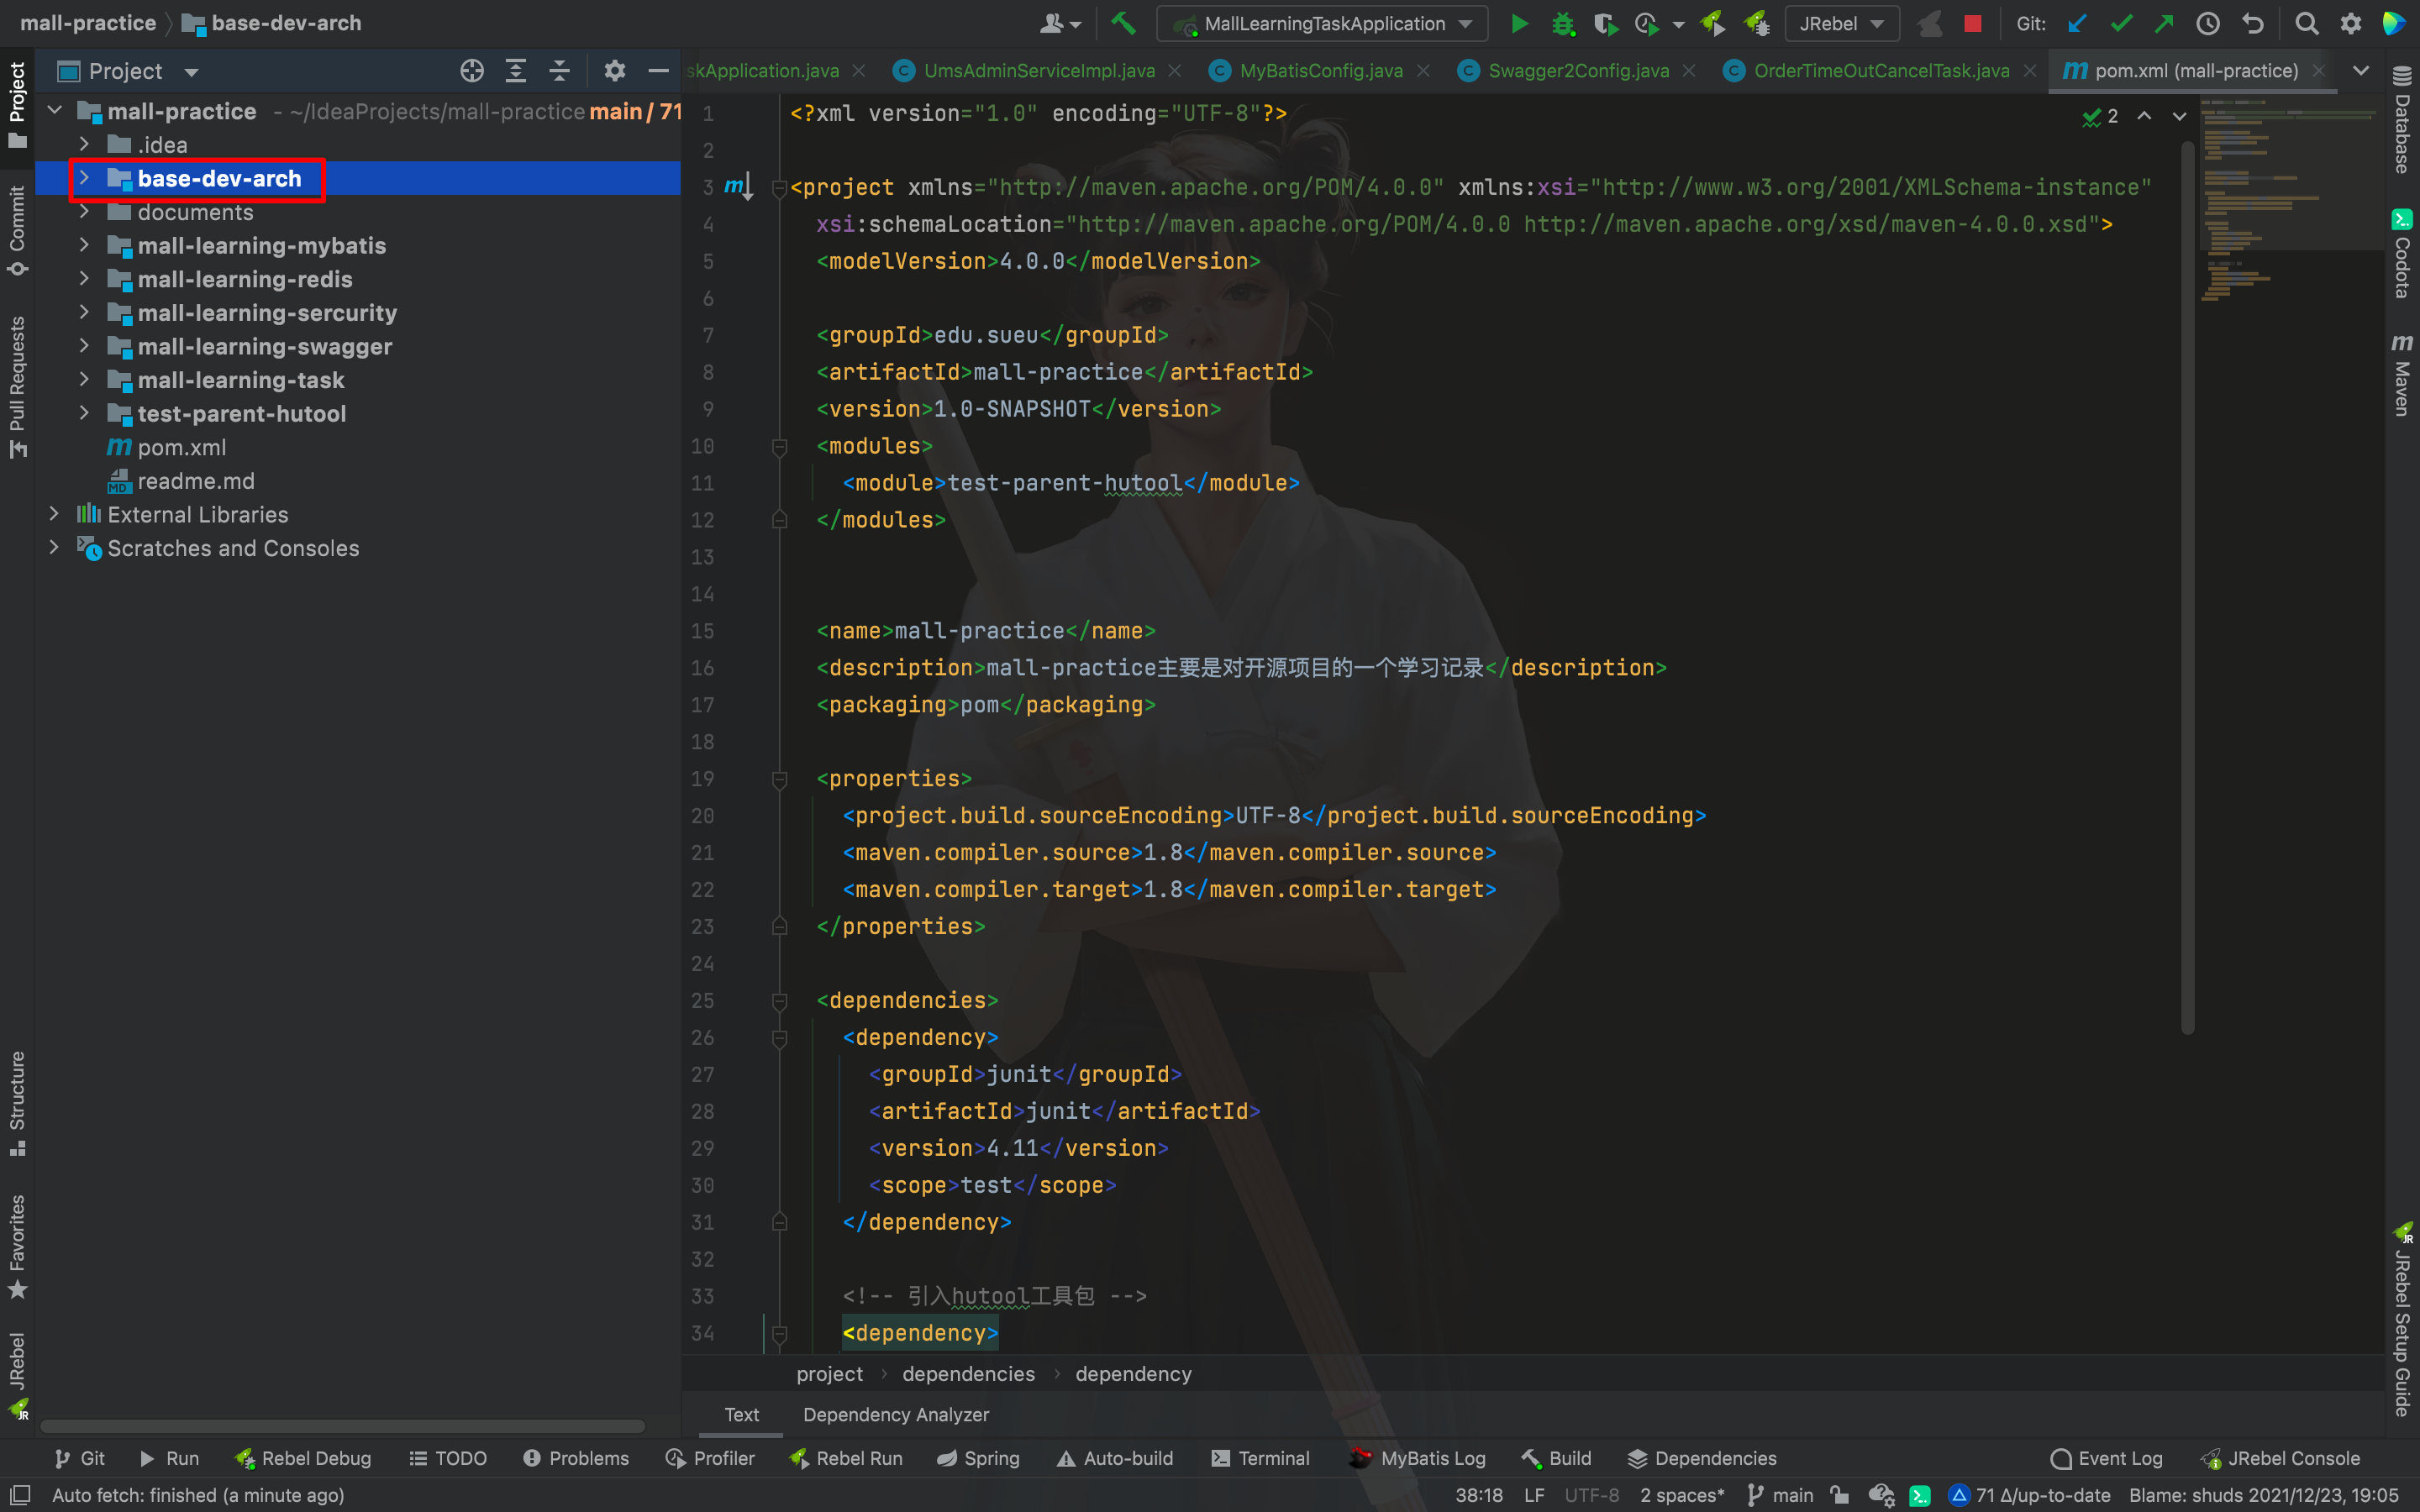 mall-practice base-dev-arch
MallLearningTaskApplication
JRebel
Git:
Project
skApplication.java
UmsAdminServiceImpl.java
MyBatisConfig.java
Swagger2Config.java
OrderTimeOutCancelTask.java
pom.xml (mall-practice)
mall-practice - ~/IdeaProjects/mall-practice main / 71
.idea
base-dev-arch
documents
mall-learning-mybatis
mall-learning-redis
mall-learning-sercurity
mall-learning-swagger
mall-learning-task
test-parent-hutool
pom.xml
readme.md
External Libraries
Scratches and Consoles
Project
Commit
Pull Requests
Structure
Favorites
JRebel
2
1 <?xml version="1.0" encoding="UTF-8"?>
2
3 <project xmlns="http://maven.apache.org/POM/4.0.0" xmlns:xsi="http://www.w3.org/2001/XMLSchema-instance"
4 xsi:schemaLocation="http://maven.apache.org/POM/4.0.0 http://maven.apache.org/xsd/maven-4.0.0.xsd">
5 <modelVersion>4.0.0</modelVersion>
6
7 <groupId>edu.sueu</groupId>
8 <artifactId>mall-practice</artifactId>
9 <version>1.0-SNAPSHOT</version>
10 <modules>
11 <module>test-parent-hutool</module>
12 </modules>
13
14
15 <name>mall-practice</name>
16 <description>mall-practice主要是对开源项目的一个学习记录</description>
17 <packaging>pom</packaging>
18
19 <properties>
20 <project.build.sourceEncoding>UTF-8</project.build.sourceEncoding>
21 <maven.compiler.source>1.8</maven.compiler.source>
22 <maven.compiler.target>1.8</maven.compiler.target>
23 </properties>
24
25 <dependencies>
26 <dependency>
27 <groupId>junit</groupId>
28 <artifactId>junit</artifactId>
29 <version>4.11</version>
30 <scope>test</scope>
31 </dependency>
32
33 <!-- 引入hutool工具包 -->
34 <dependency>
project › dependencies › dependency
Text Dependency Analyzer
Database
Codota
Maven
JRebel Setup Guide
Git Run Rebel Debug TODO Problems Profiler Rebel Run Spring Auto-build Terminal MyBatis Log Build Dependencies Event Log JRebel Console
Auto fetch: finished (a minute ago) 38:18 LF UTF-8 2 spaces* main 71 Δ/up-to-date Blame: shuds 2021/12/23, 19:05